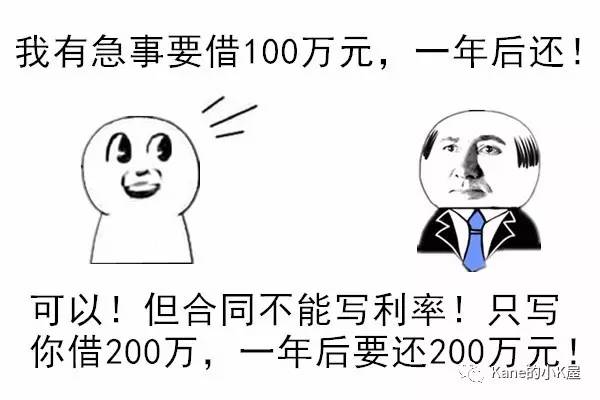 我有急事要借100万元，一年后还！
可以！但合同不能写利率！只写
你借200万，一年后要还200万元！
Kane的小K屋